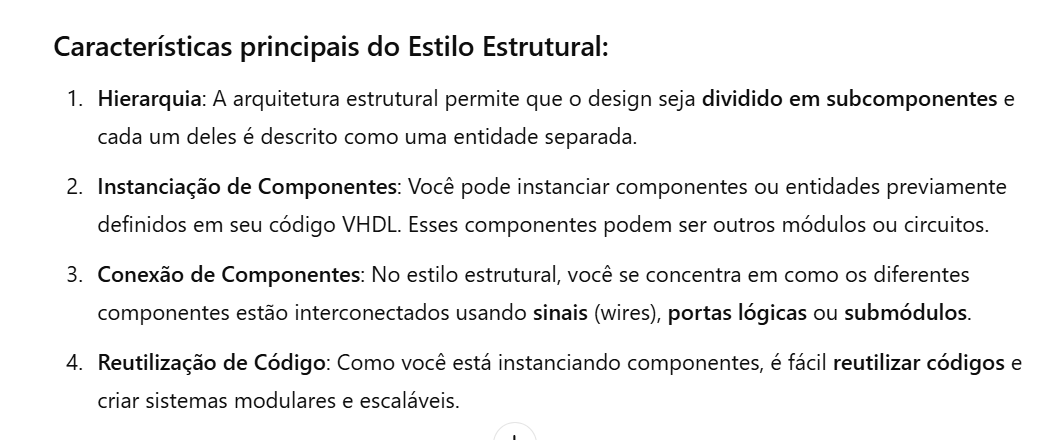 Características principais do Estilo Estrutural:
1. Hierarquia: A arquitetura estrutural permite que o design seja dividido em subcomponentes e
cada um deles é descrito como uma entidade separada.
2. Instanciação de Componentes: Você pode instanciar componentes ou entidades previamente
definidos em seu código VHDL. Esses componentes podem ser outros módulos ou circuitos.
3. Conexão de Componentes: No estilo estrutural, você se concentra em como os diferentes
componentes estão interconectados usando sinais (wires), portas lógicas ou submódulos.
4. Reutilização de Código: Como você está instanciando componentes, é fácil reutilizar códigos e
criar sistemas modulares e escaláveis.